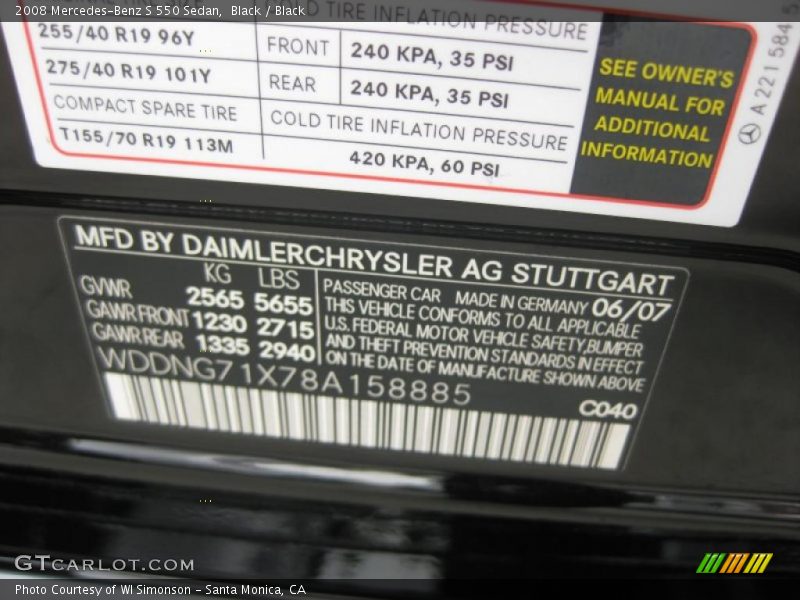 2008 Mercedes-Benz S 550 Sedan, Black / Black
COLD TIRE INFLATION PRESSURE
255/40 R19 96Y FRONT 240 KPA, 35 PSI
275/40 R19 101Y REAR 240 KPA, 35 PSI
COMPACT SPARE TIRE COLD TIRE INFLATION PRESSURE
T155/70 R19 113M 420 KPA, 60 PSI
SEE OWNER'S
MANUAL FOR
ADDITIONAL
INFORMATION
A 221 584
MFD BY DAIMLERCHRYSLER AG STUTTGART
KG LBS
GVWR 2565 5655
GAWR FRONT 1230 2715
GAWR REAR 1335 2940
PASSENGER CAR MADE IN GERMANY 06/07
THIS VEHICLE CONFORMS TO ALL APPLICABLE
U.S. FEDERAL MOTOR VEHICLE SAFETY, BUMPER
AND THEFT PREVENTION STANDARDS IN EFFECT
ON THE DATE OF MANUFACTURE SHOWN ABOVE
WDDNG71X78A158885
C040
GTCARLOT.COM
Photo Courtesy of WI Simonson - Santa Monica, CA